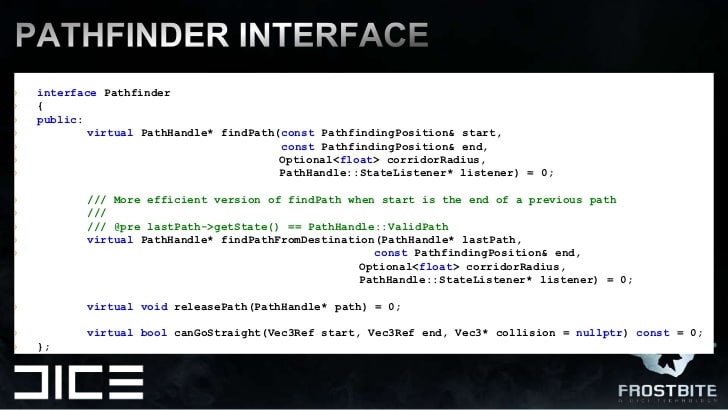 PATHFINDER INTERFACE
interface Pathfinder
{
public:
virtual PathHandle* findPath(const PathfindingPosition& start,
const PathfindingPosition& end,
Optional<float> corridorRadius,
PathHandle::StateListener* listener) = 0;
/// More efficient version of findPath when start is the end of a previous path
///
/// @pre lastPath->getState() == PathHandle::ValidPath
virtual PathHandle* findPathFromDestination(PathHandle* lastPath,
const PathfindingPosition& end,
Optional<float> corridorRadius,
PathHandle::StateListener* listener) = 0;
virtual void releasePath(PathHandle* path) = 0;
virtual bool canGoStraight(Vec3Ref start, Vec3Ref end, Vec3* collision = nullptr) const = 0;
};
DICE
FROSTBITE
A DICE TECHNOLOGY